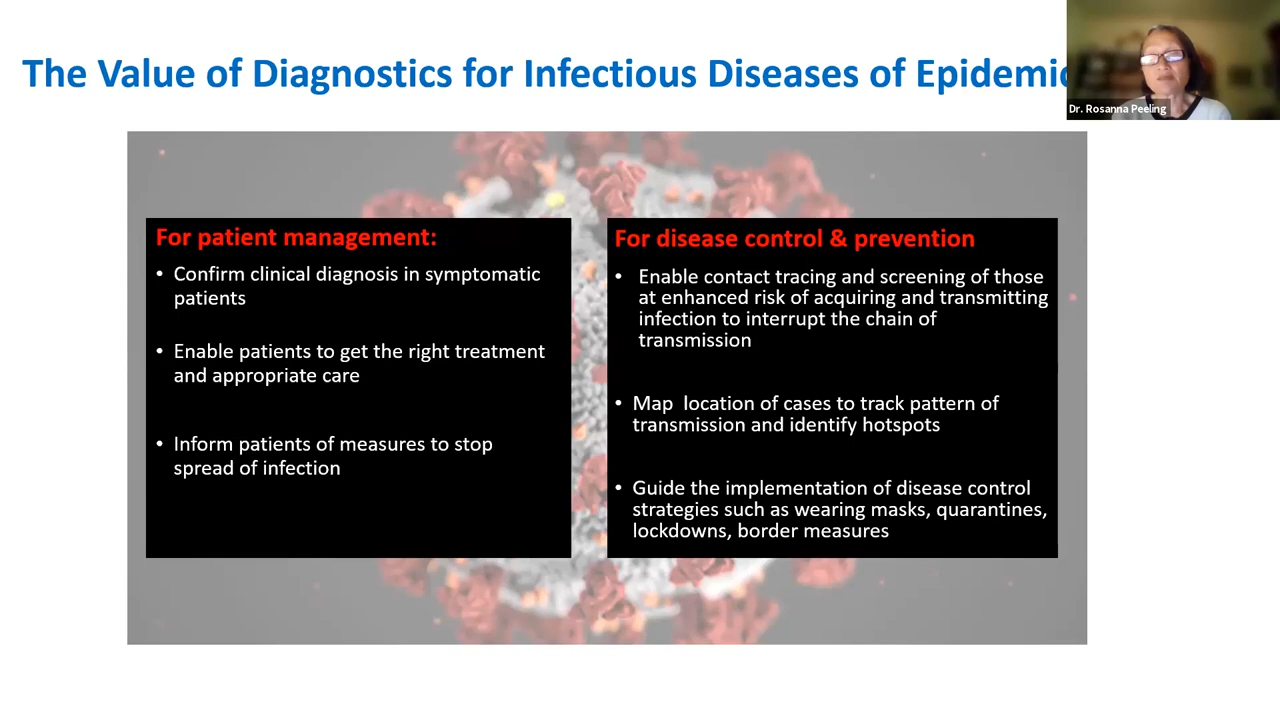 The Value of Diagnostics for Infectious Diseases of Epidemic
Dr. Rosanna Peeling
For patient management:
• Confirm clinical diagnosis in symptomatic
patients
• Enable patients to get the right treatment
and appropriate care
• Inform patients of measures to stop
spread of infection
For disease control & prevention
• Enable contact tracing and screening of those
at enhanced risk of acquiring and transmitting
infection to interrupt the chain of
transmission
• Map location of cases to track pattern of
transmission and identify hotspots
• Guide the implementation of disease control
strategies such as wearing masks, quarantines,
lockdowns, border measures